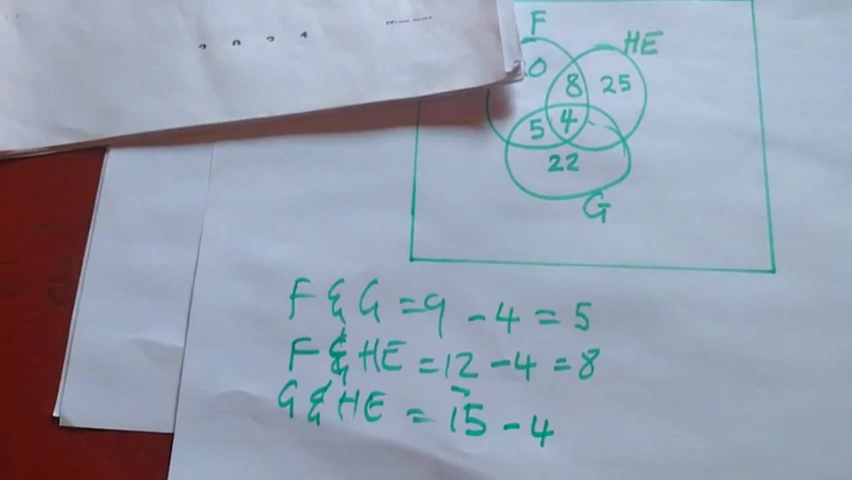 F
HE
0
8
25
5
4
22
G
F & G = 9 - 4 = 5
F & HE = 12 - 4 = 8
G & HE = 15 - 4